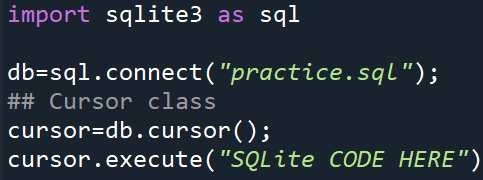 import sqlite3 as sql
db=sql.connect("practice.sql");
## Cursor class
cursor=db.cursor();
cursor.execute("SQLite CODE HERE")